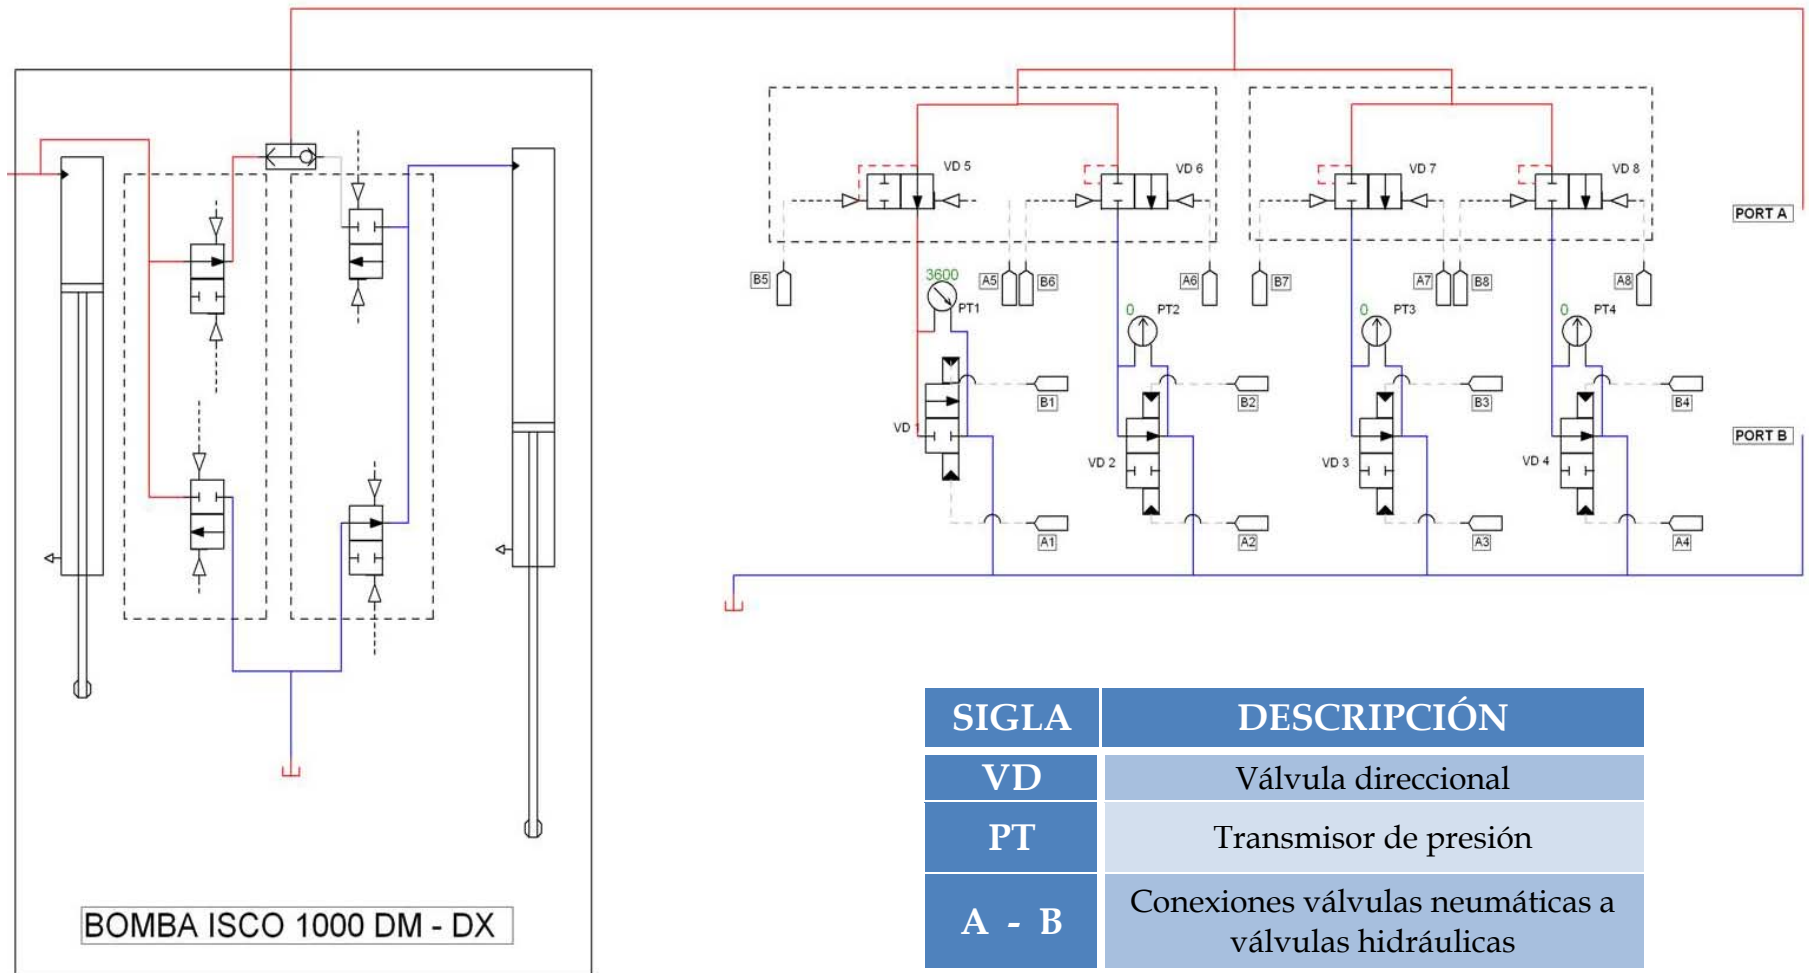 VD 5
VD 6
VD 7
VD 8
PORT A
B5
A5
B6
A6
B7
A7
B8
A8
3600
PT1
0
PT2
0
PT3
0
PT4
B1
B2
B3
B4
VD 1
VD 2
VD 3
VD 4
PORT B
A1
A2
A3
A4
SIGLA DESCRIPCIÓN
VD Válvula direccional
PT Transmisor de presión
A - B Conexiones válvulas neumáticas a
válvulas hidráulicas
BOMBA ISCO 1000 DM - DX